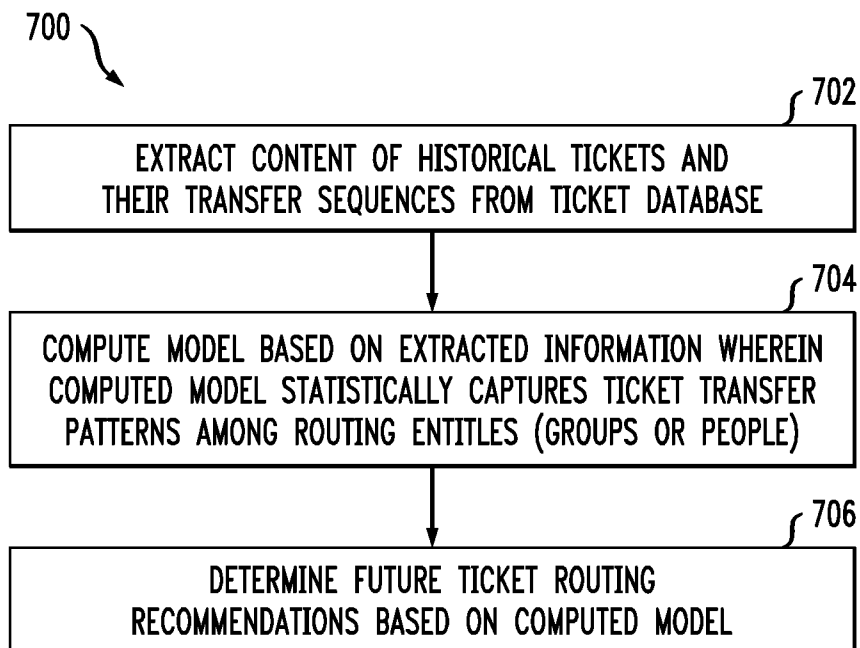 700
702
EXTRACT CONTENT OF HISTORICAL TICKETS AND
THEIR TRANSFER SEQUENCES FROM TICKET DATABASE
704
COMPUTE MODEL BASED ON EXTRACTED INFORMATION WHEREIN
COMPUTED MODEL STATISTICALLY CAPTURES TICKET TRANSFER
PATTERNS AMONG ROUTING ENTITLES (GROUPS OR PEOPLE)
706
DETERMINE FUTURE TICKET ROUTING
RECOMMENDATIONS BASED ON COMPUTED MODEL